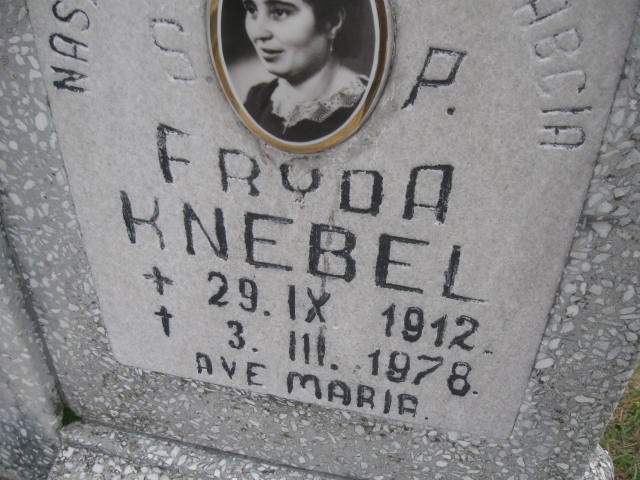 S P.
FRYDA
KNEBEL
+ 29. IX 1912.
† 3. III. 1978.
AVE MARIA.